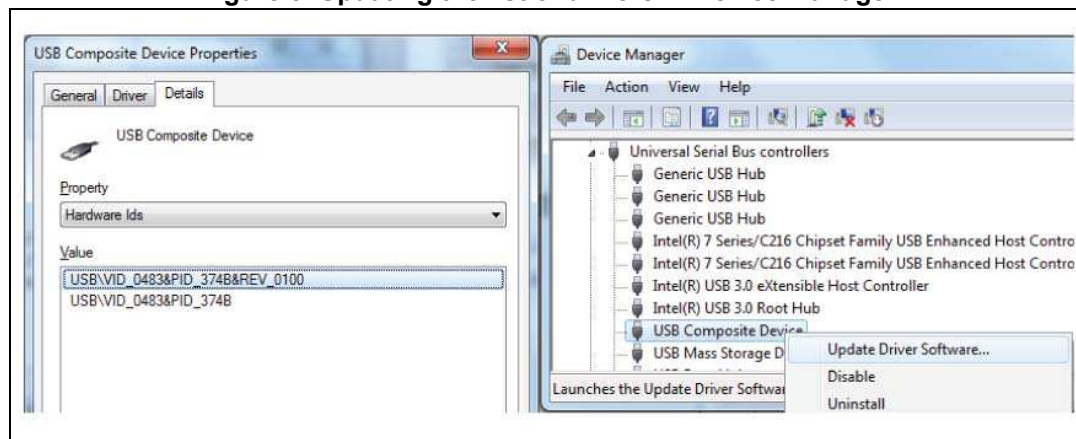 USB Composite Device Properties
General Driver Details
USB Composite Device
Property
Hardware Ids
Value
USB\VID_0483&PID_374B&REV_0100
USB\VID_0483&PID_374B
Device Manager
File Action View Help
Universal Serial Bus controllers
Generic USB Hub
Generic USB Hub
Generic USB Hub
Intel(R) 7 Series/C216 Chipset Family USB Enhanced Host Contro
Intel(R) 7 Series/C216 Chipset Family USB Enhanced Host Contro
Intel(R) USB 3.0 eXtensible Host Controller
Intel(R) USB 3.0 Root Hub
USB Composite Device
USB Mass Storage D
Launches the Update Driver Softwar
Update Driver Software...
Disable
Uninstall